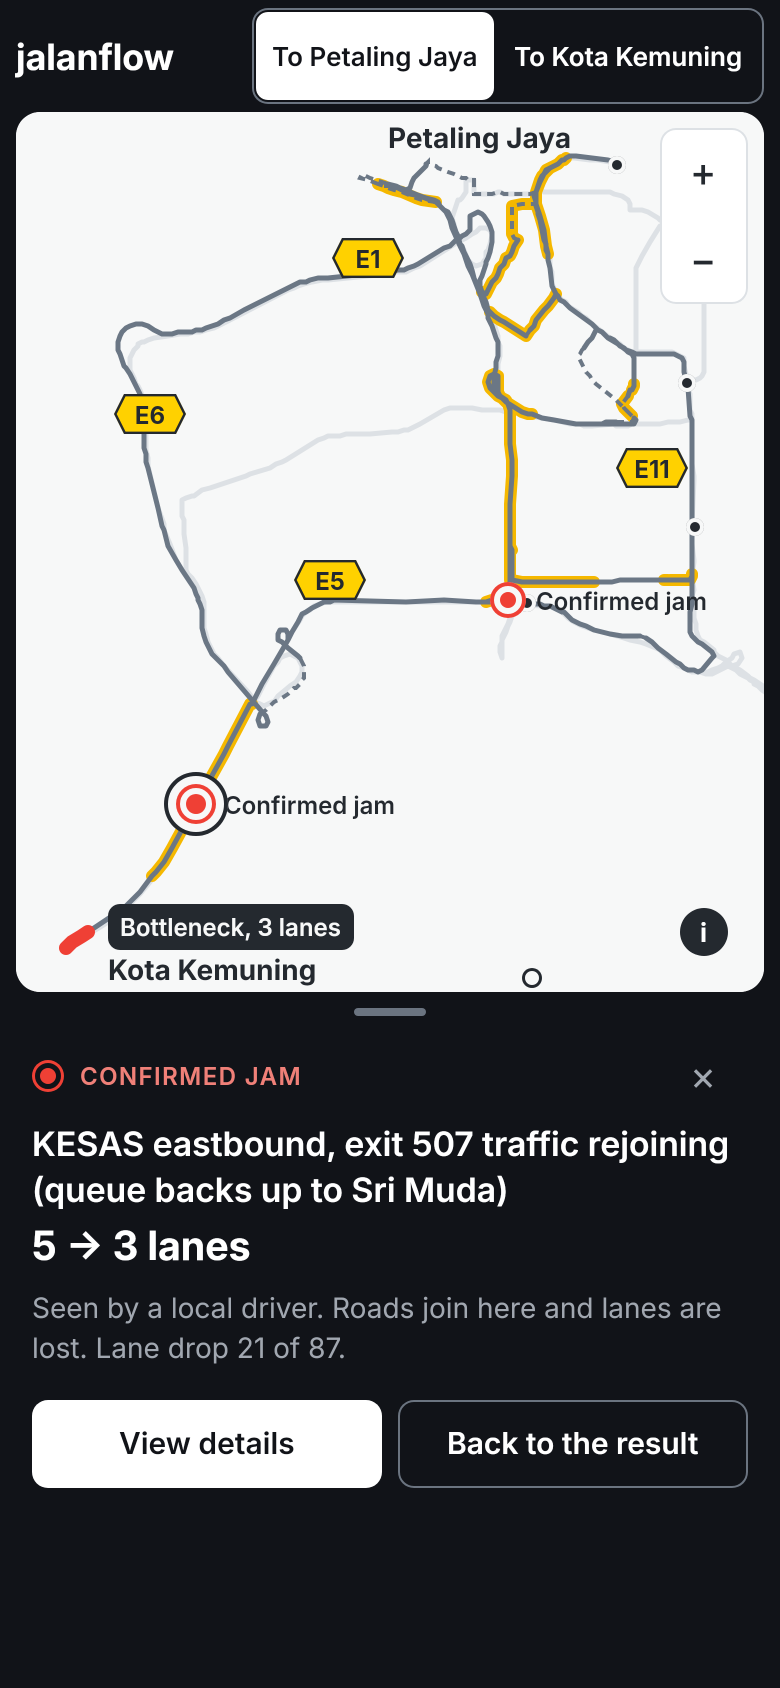 jalanflow
To Petaling Jaya
To Kota Kemuning
Petaling Jaya
+
−
E1
E6
E11
E5
Confirmed jam
Confirmed jam
Bottleneck, 3 lanes
i
Kota Kemuning
CONFIRMED JAM
×
KESAS eastbound, exit 507 traffic rejoining
(queue backs up to Sri Muda)
5 → 3 lanes
Seen by a local driver. Roads join here and lanes are
lost. Lane drop 21 of 87.
View details
Back to the result